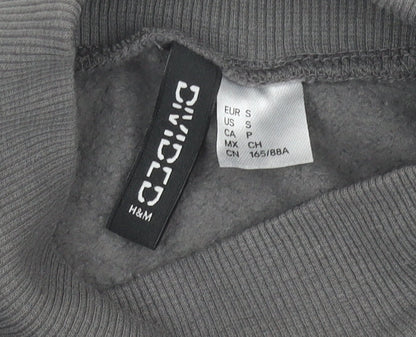 DIVIDED
H&M
EUR S
US S
CA P
MX CH
CN 165/88A